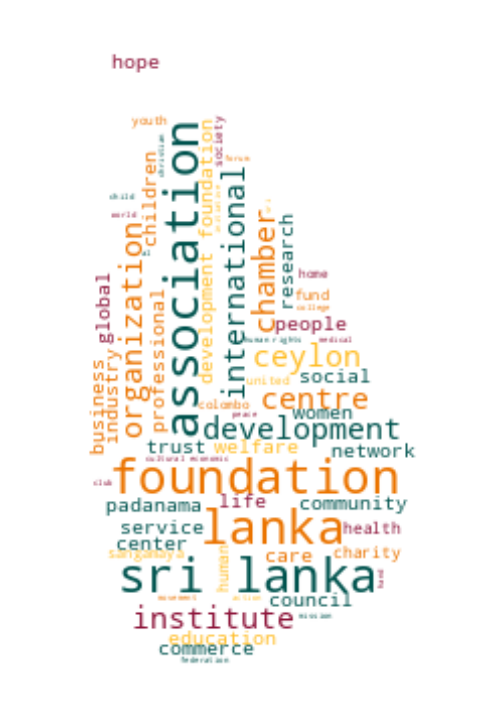 hope
youth
christian
association
foundation
society
forum
children
international
child
world
organization
chamber
research
development
home
global
professional
fund
college
people
human rights
medical
business
industry
ceylon
united
social
centre
colombo
peace
women
development
trust
welfare
network
cultural
economic
club
foundation
padanama
life
community
service
lanka
health
center
sangamaya
human
care
charity
sri lanka
hand
movement
action
council
institute
mission
education
commerce
federation